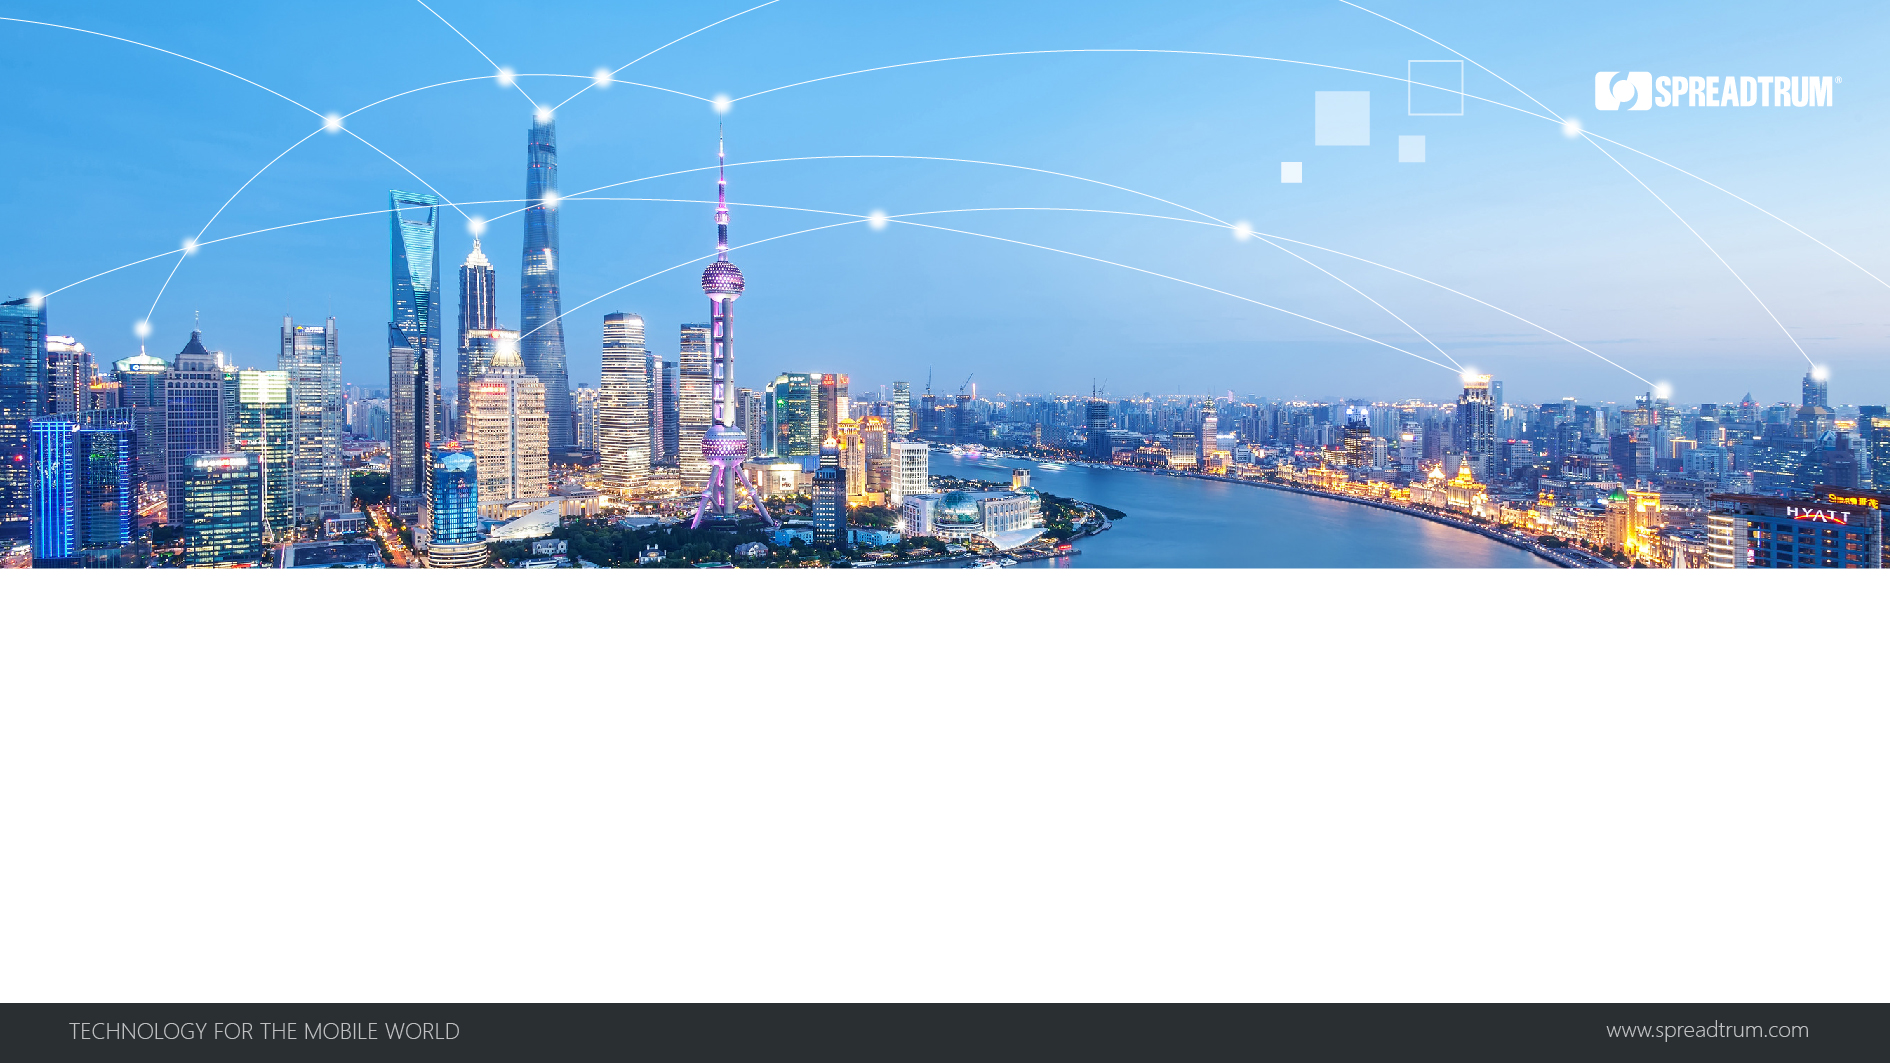 SPREADTRUM®
HYATT
TECHNOLOGY FOR THE MOBILE WORLD
www.spreadtrum.com